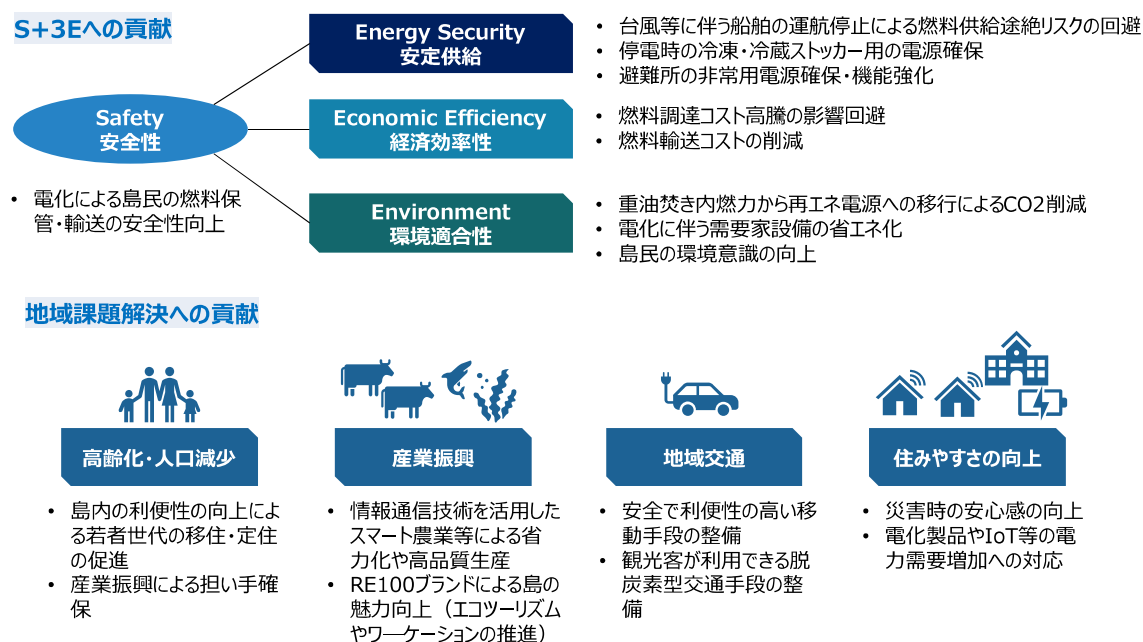 S+3Eへの貢献
Safety
安全性
• 電化による島民の燃料保
管・輸送の安全性向上
Energy Security
安定供給
• 台風等に伴う船舶の運航停止による燃料供給途絶リスクの回避
• 停電時の冷凍・冷蔵ストッカー用の電源確保
• 避難所の非常用電源確保・機能強化
Economic Efficiency
経済効率性
• 燃料調達コスト高騰の影響回避
• 燃料輸送コストの削減
Environment
環境適合性
• 重油焚き内燃力から再エネ電源への移行によるCO2削減
• 電化に伴う需要家設備の省エネ化
• 島民の環境意識の向上
地域課題解決への貢献
高齢化・人口減少
• 島内の利便性の向上によ
る若者世代の移住・定住
の促進
• 産業振興による担い手確
保
産業振興
• 情報通信技術を活用した
スマート農業等による省
力化や高品質生産
• RE100ブランドによる島の
魅力向上（エコツーリズム
やワ―ケーションの推進）
地域交通
• 安全で利便性の高い移
動手段の整備
• 観光客が利用できる脱
炭素型交通手段の整
備
住みやすさの向上
• 災害時の安心感の向上
• 電化製品やIoT等の電
力需要増加への対応